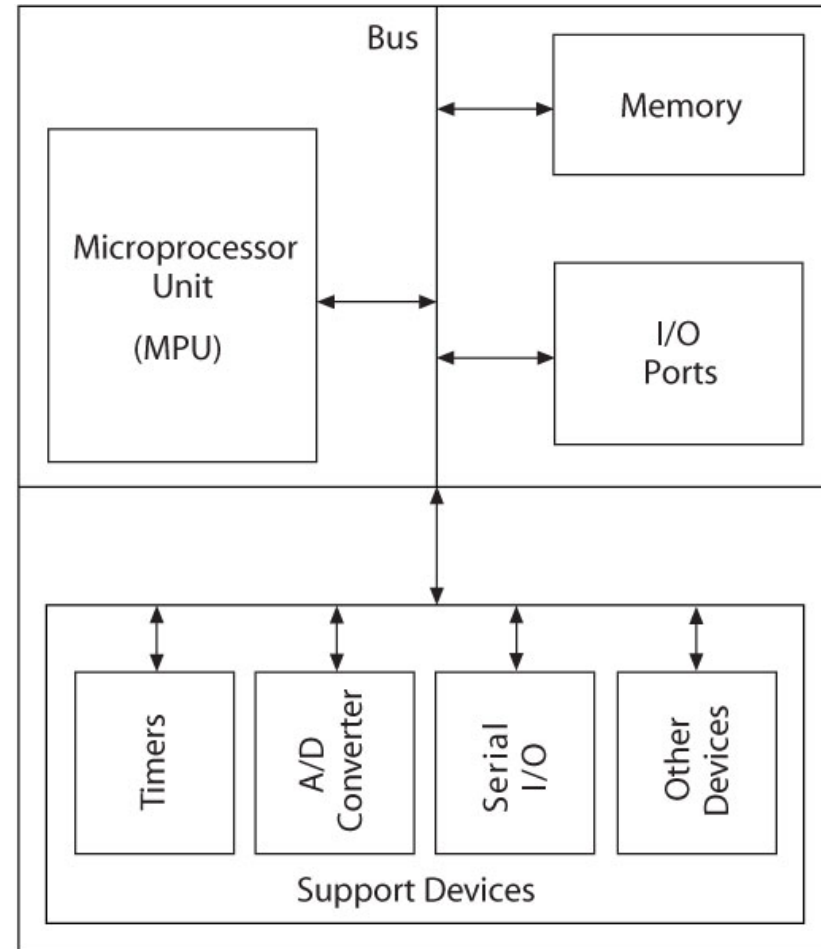 Bus
Memory
Microprocessor
Unit
(MPU)
I/O
Ports
Timers
A/D
Converter
Serial
I/O
Other
Devices
Support Devices